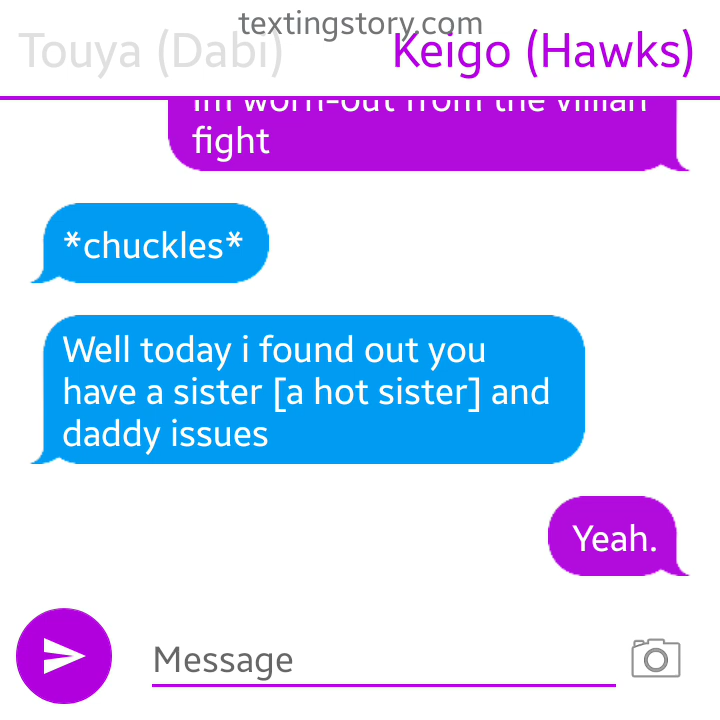 textingstory.com
Touya (Dabi) Keigo (Hawks)
fight
*chuckles*
Well today i found out you
have a sister [a hot sister] and
daddy issues
Yeah.
Message